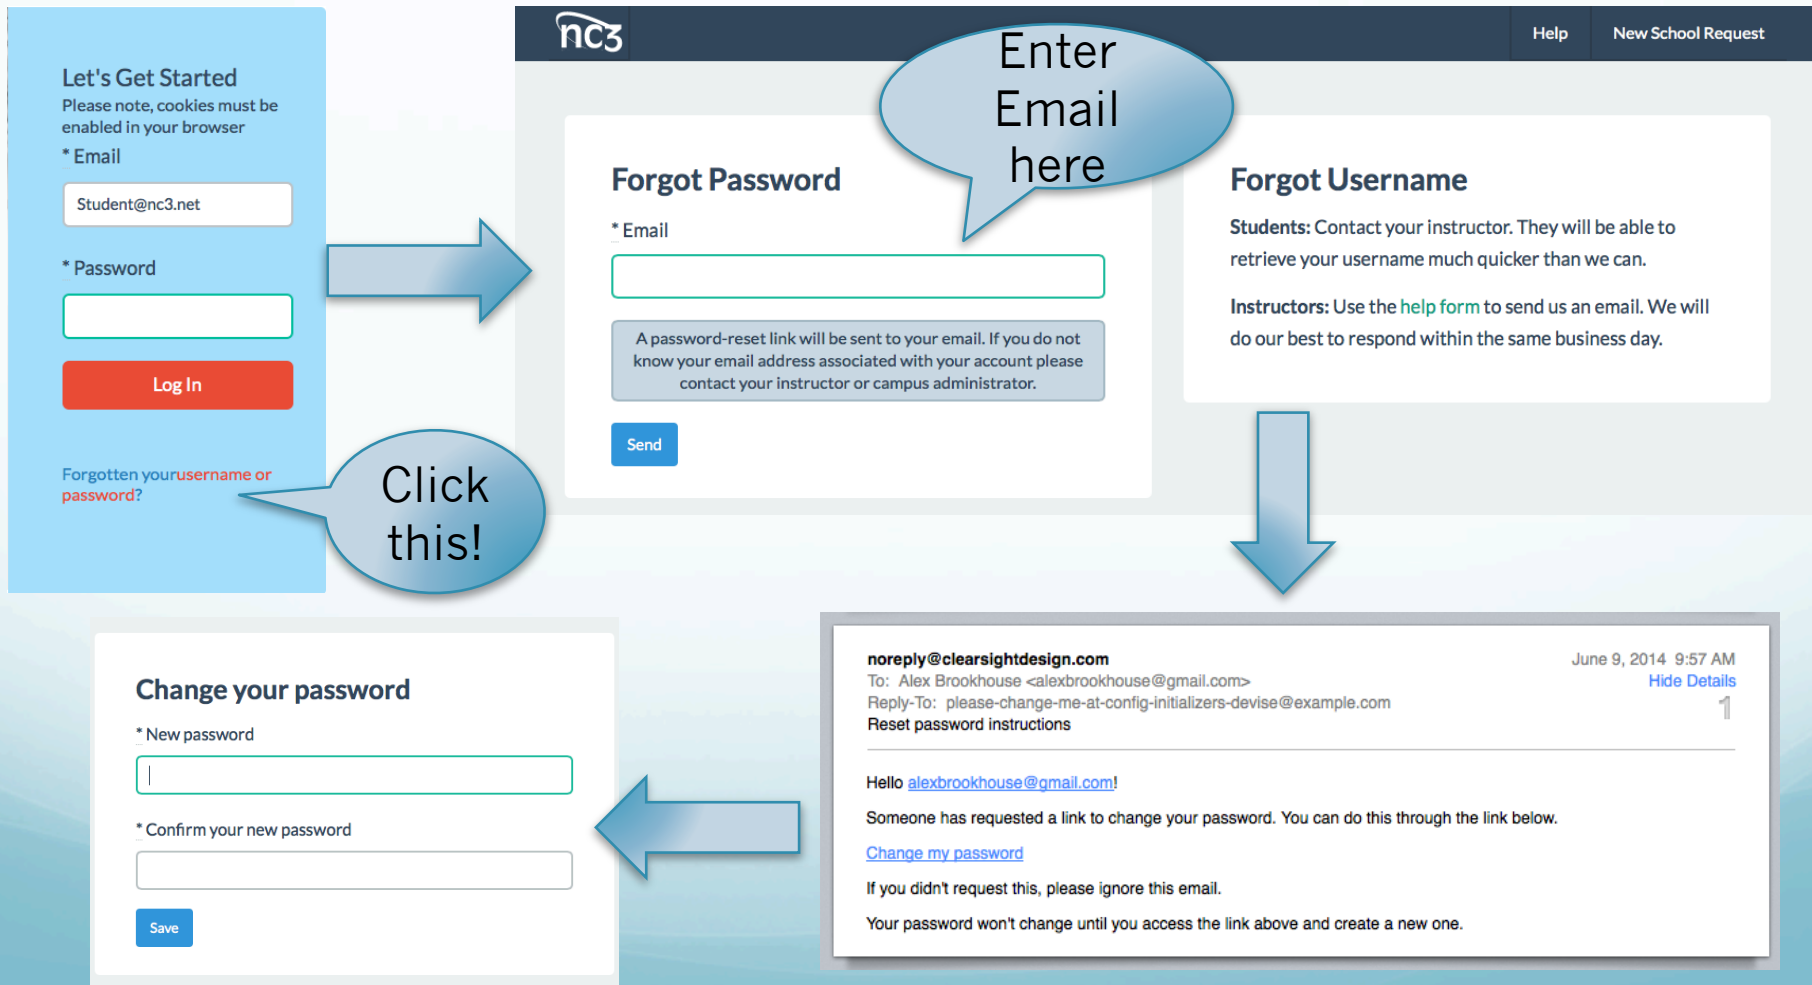 Let's Get Started
Please note, cookies must be
enabled in your browser
* Email
Student@nc3.net
* Password
Log In
Forgotten yourusername or
password?
Click
this!
nc3
Help
New School Request
Enter
Email
here
Forgot Password
* Email
A password-reset link will be sent to your email. If you do not
know your email address associated with your account please
contact your instructor or campus administrator.
Send
Forgot Username
Students: Contact your instructor. They will be able to
retrieve your username much quicker than we can.
Instructors: Use the help form to send us an email. We will
do our best to respond within the same business day.
noreply@clearsightdesign.com
June 9, 2014 9:57 AM
To: Alex Brookhouse <alexbrookhouse@gmail.com>
Hide Details
Reply-To: please-change-me-at-config-initializers-devise@example.com
1
Reset password instructions
Hello alexbrookhouse@gmail.com!
Someone has requested a link to change your password. You can do this through the link below.
Change my password
If you didn't request this, please ignore this email.
Your password won't change until you access the link above and create a new one.
Change your password
* New password
* Confirm your new password
Save